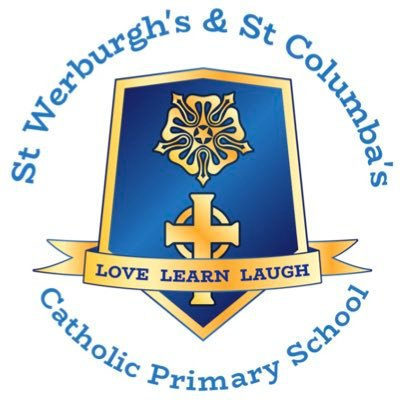 St Werburgh's & St Columba's
LOVE LEARN LAUGH
Catholic Primary School